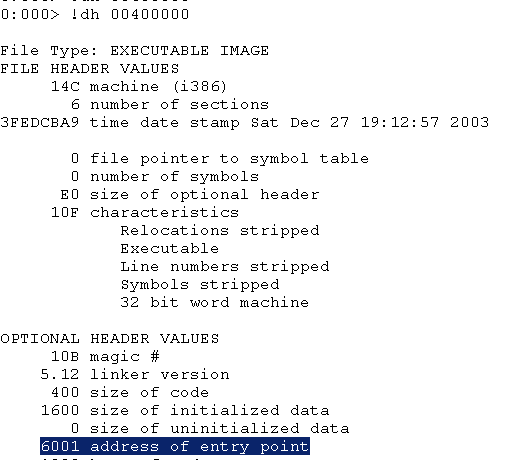 0:000> !dh 00400000
File Type: EXECUTABLE IMAGE
FILE HEADER VALUES
14C machine (i386)
6 number of sections
3FEDCBA9 time date stamp Sat Dec 27 19:12:57 2003
0 file pointer to symbol table
0 number of symbols
E0 size of optional header
10F characteristics
Relocations stripped
Executable
Line numbers stripped
Symbols stripped
32 bit word machine
OPTIONAL HEADER VALUES
10B magic #
5.12 linker version
400 size of code
1600 size of initialized data
0 size of uninitialized data
6001 address of entry point